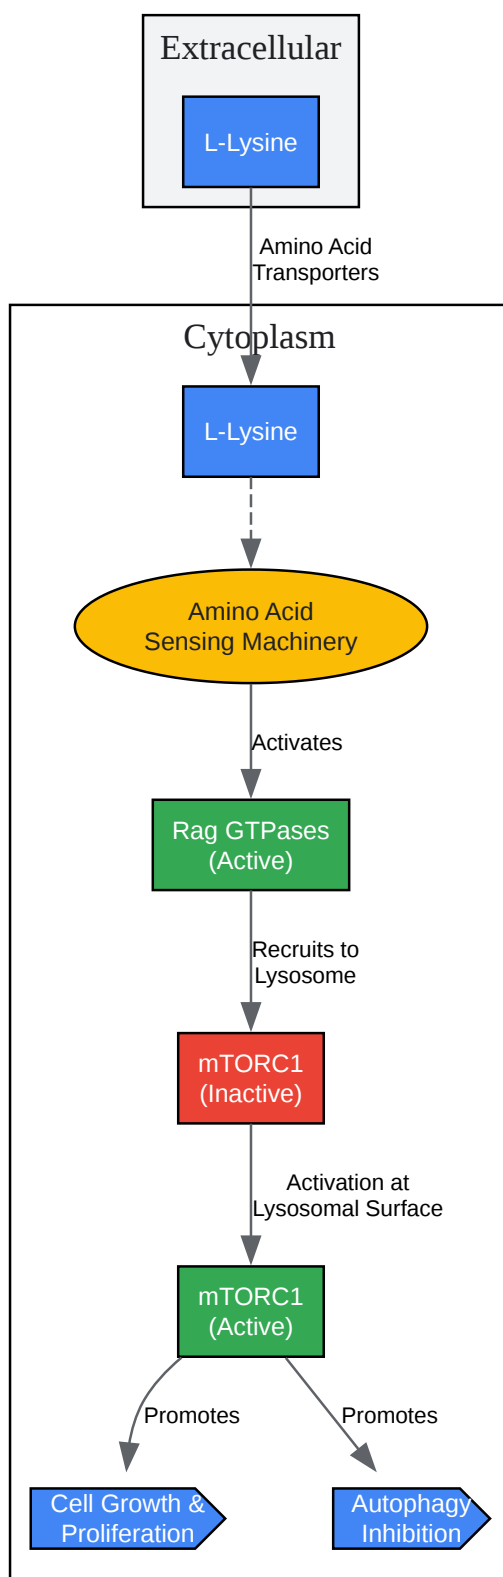 Extracellular
L-Lysine
Amino Acid
Transporters
Cytoplasm
L-Lysine
Amino Acid
Sensing Machinery
Activates
Rag GTPases
(Active)
Recruits to
Lysosome
mTORC1
(Inactive)
Activation at
Lysosomal Surface
mTORC1
(Active)
Promotes
Promotes
Cell Growth &
Proliferation
Autophagy
Inhibition